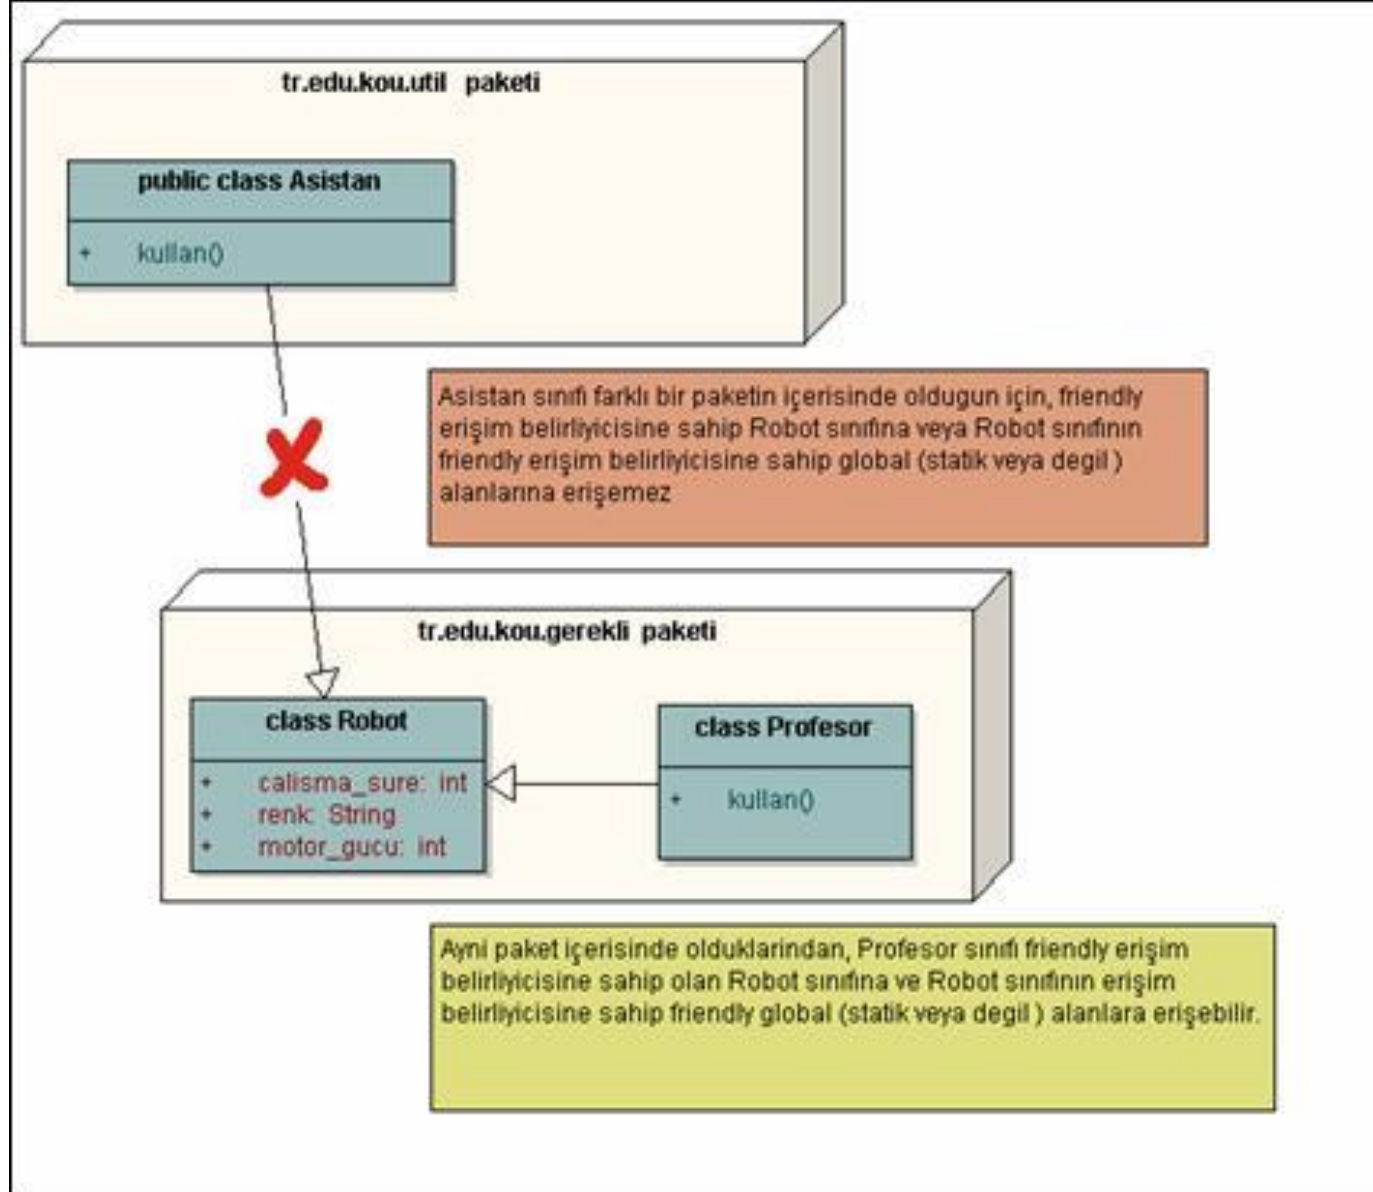 tr.edu.kou.util paketi
public class Asistan
+ kullan()
Asistan sınıfı farklı bir paketin içerisinde oldugun için, friendly
erişim belirliyicisine sahip Robot sınıfına veya Robot sınıfının
friendly erişim belirliyicisine sahip global (statik veya degil )
alanlarına erişemez
tr.edu.kou.gerekli paketi
class Robot
+ calisma_sure: int
+ renk: String
+ motor_gucu: int
class Profesor
+ kullan()
Ayni paket içerisinde olduklarindan, Profesor sınıfı friendly erişim
belirliyicisine sahip olan Robot sınıfına ve Robot sınıfının erişim
belirliyicisine sahip friendly global (statik veya degil ) alanlara erişebilir.